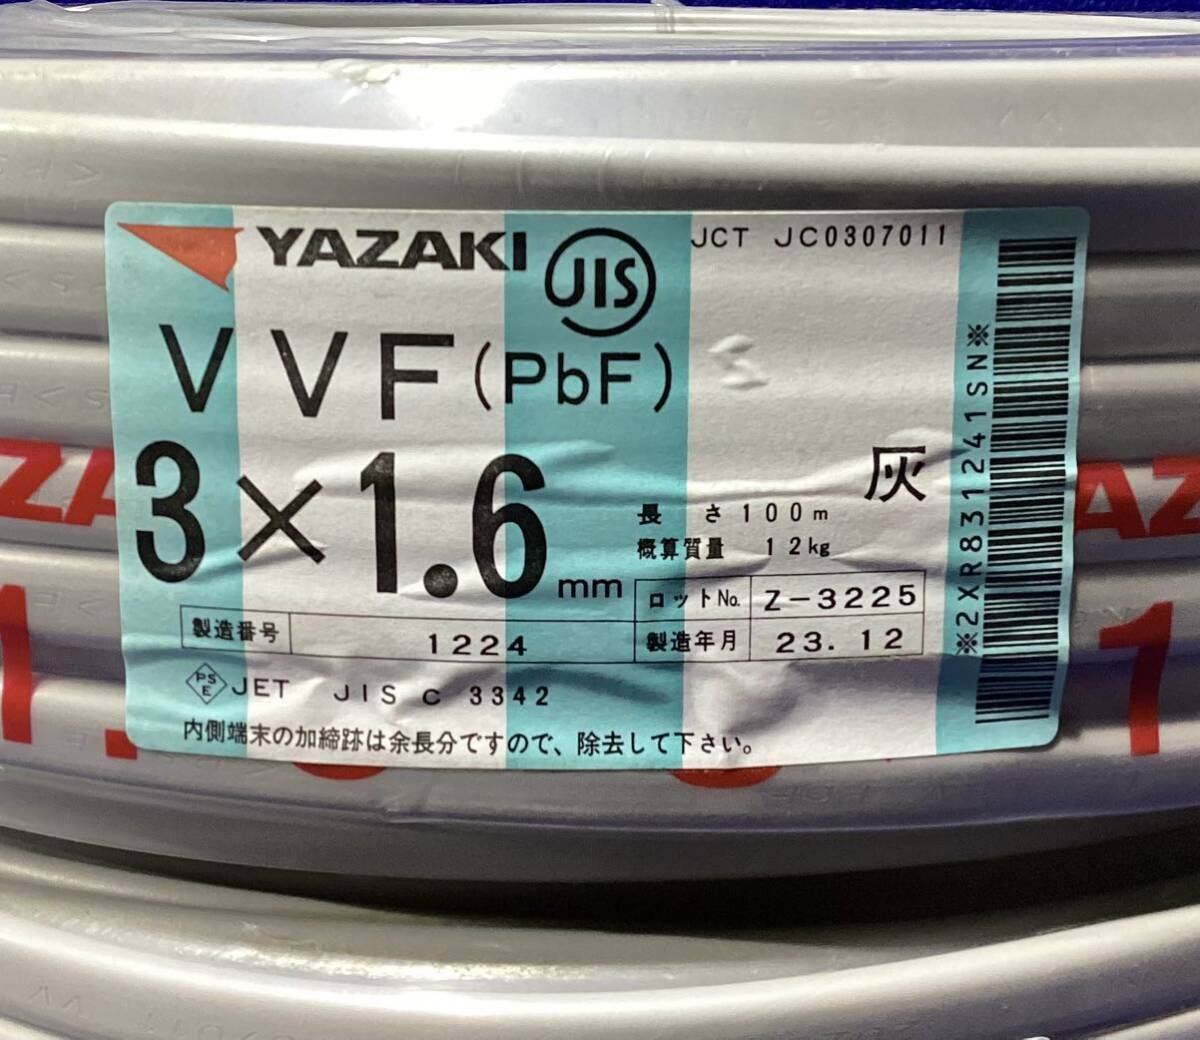 YAZAKI JIS JCT JC0307011
VVF(PbF)
3×1.6mm
灰
長さ100m
概算質量 12kg
ロットNo. Z-3225
製造番号 1224 製造年月 23.12
PSE JET JIS C 3342
内側端末の加締跡は余長分ですので、除去して下さい。
※2XR831241SN※
AZ
1